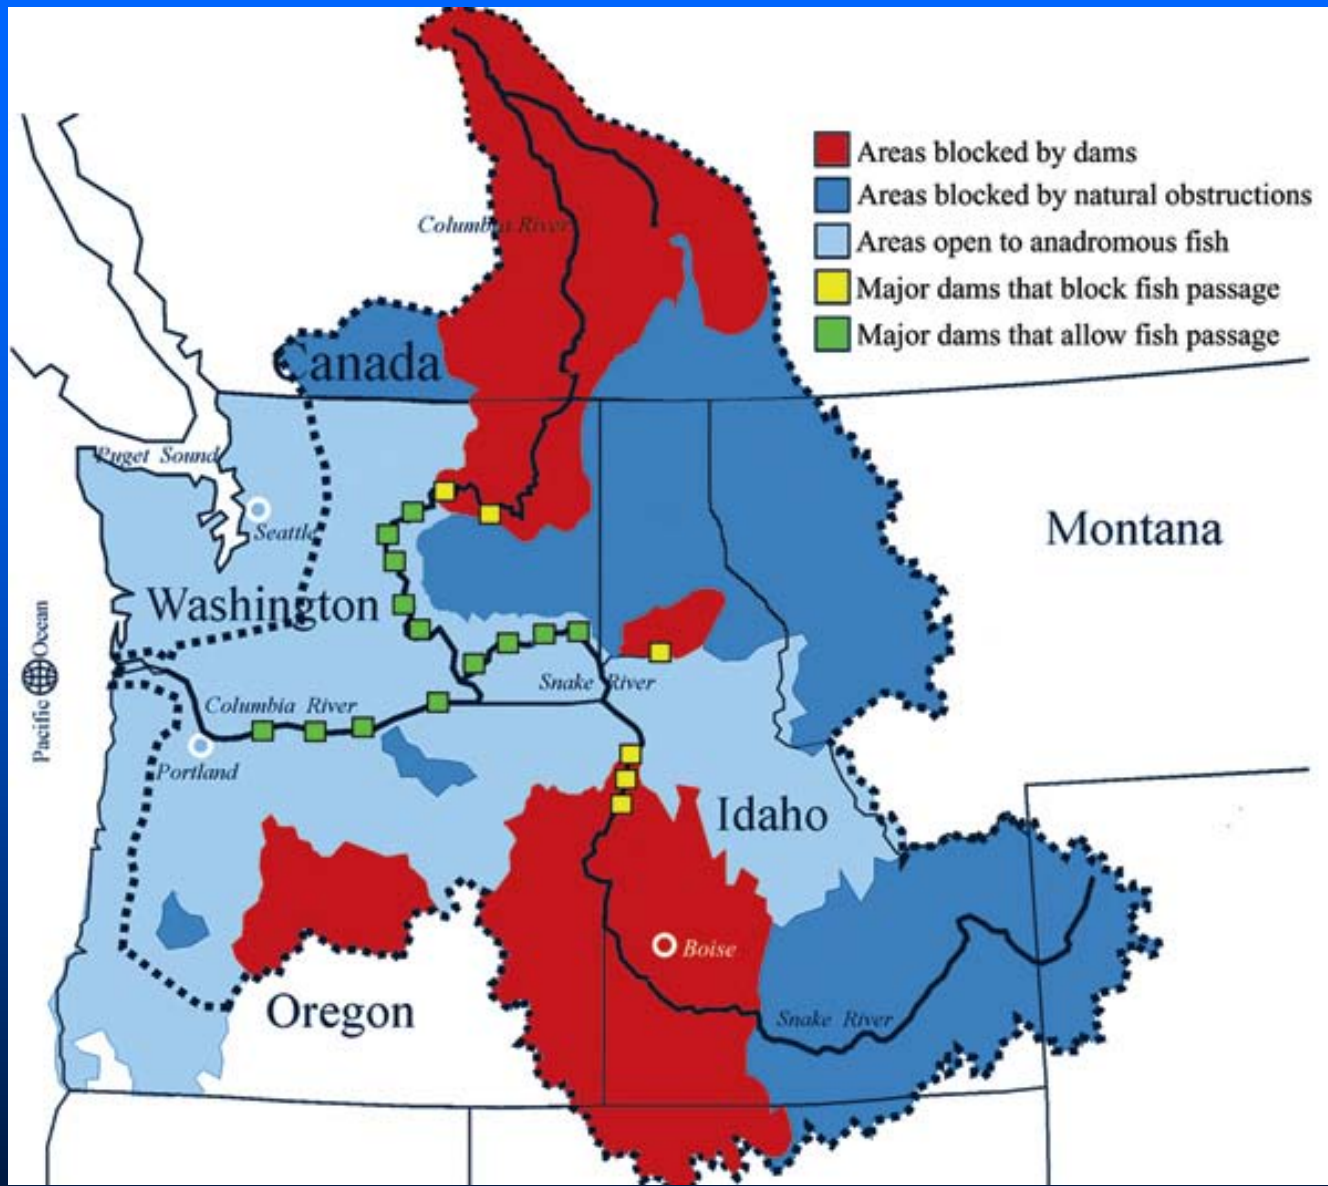 Areas blocked by dams
Areas blocked by natural obstructions
Areas open to anadromous fish
Major dams that block fish passage
Major dams that allow fish passage
Columbia River
Canada
Puget Sound
Seattle
Montana
Washington
Pacific Ocean
Snake River
Columbia River
Portland
Idaho
Boise
Oregon
Snake River